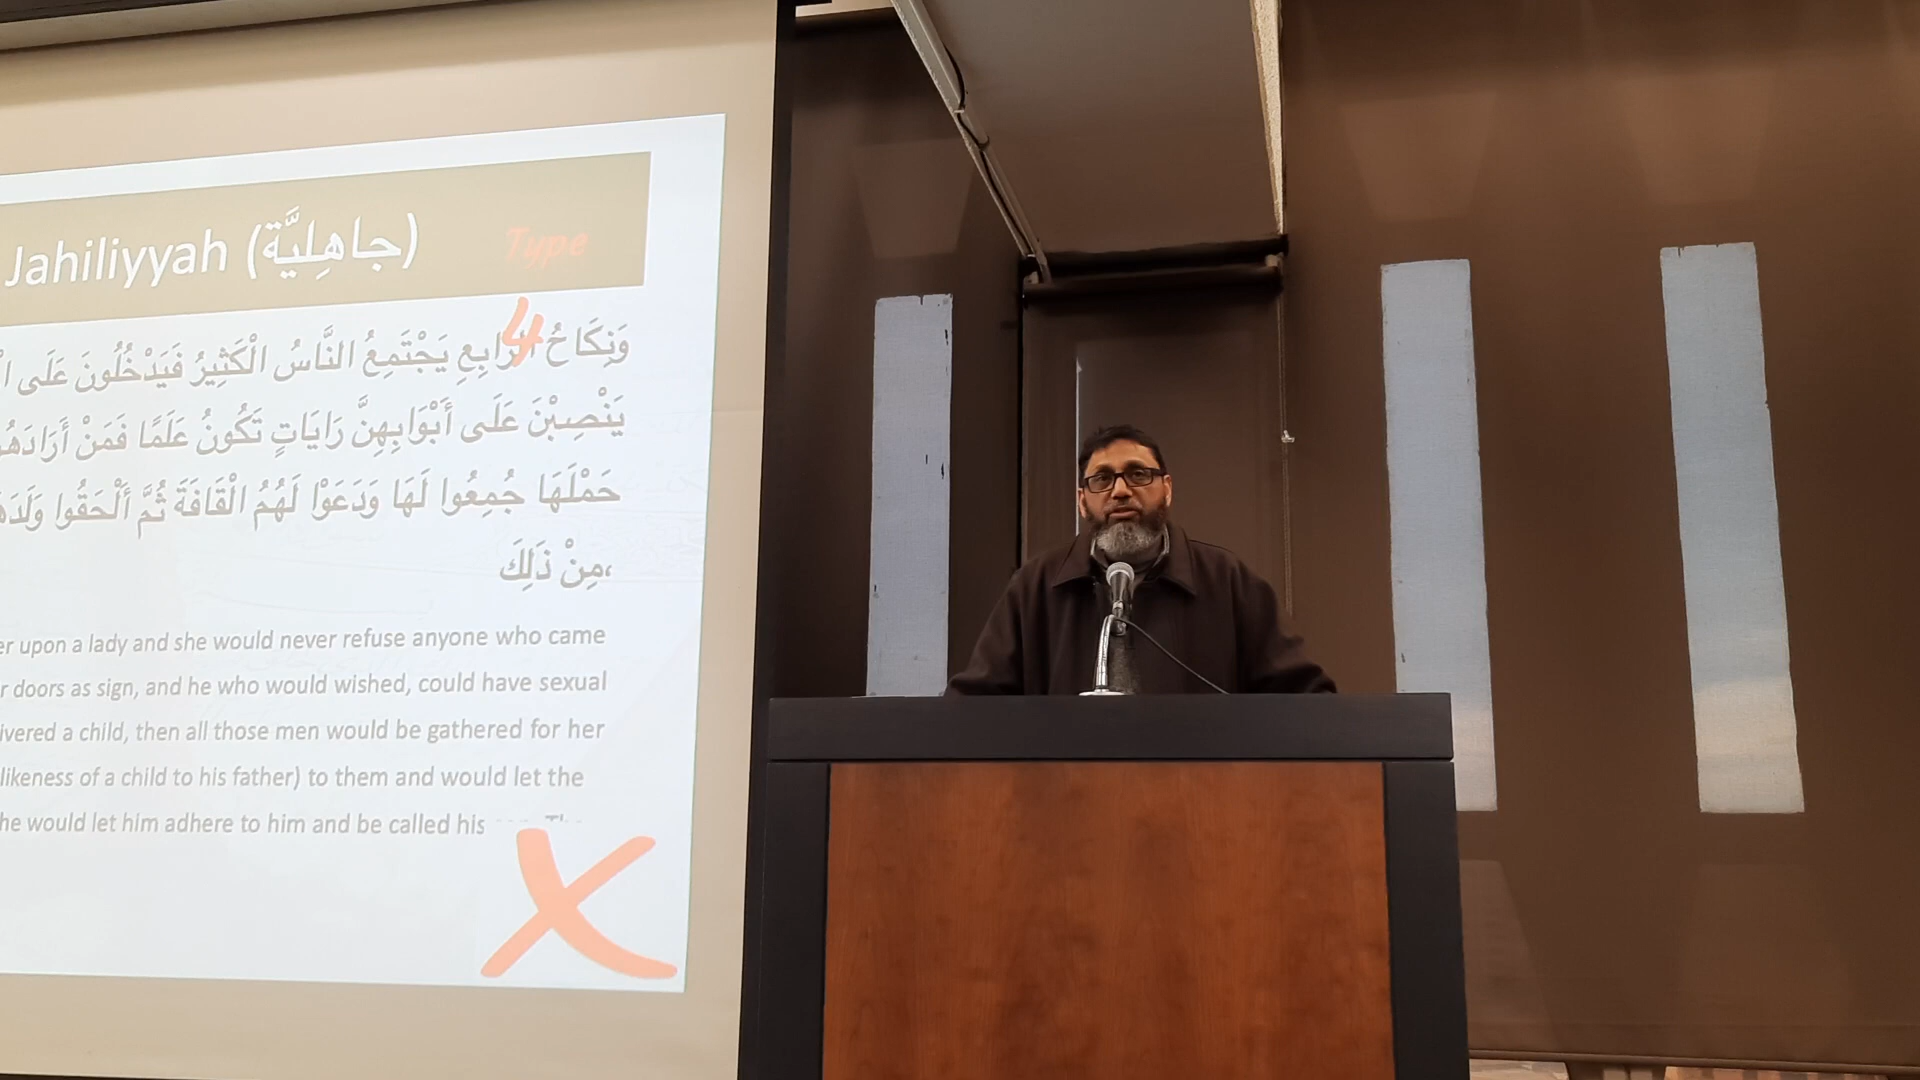 Jahiliyyah (جاهِليَّة) Type
4
وَنِكَاحُ الرَّابِعِ يَجْتَمِعُ النَّاسُ الْكَثِيرُ فَيَدْخُلُونَ عَلَى
يَنْصِبْنَ عَلَى أَبْوَابِهِنَّ رَايَاتٍ تَكُونُ عَلَمًا فَمَنْ
حَمْلَهَا جُمِعُوا لَهَا وَدَعَوْا لَهُمُ الْقَافَةَ ثُمَّ أَلْحَقُوا
،مِنْ ذَلِكَ
upon a lady and she would never refuse anyone who came
doors as sign, and he who would wished, could have sexual
a child, then all those men would be gathered for her
likeness of a child to his father) to them and would let the
he would let him adhere to him and be called his